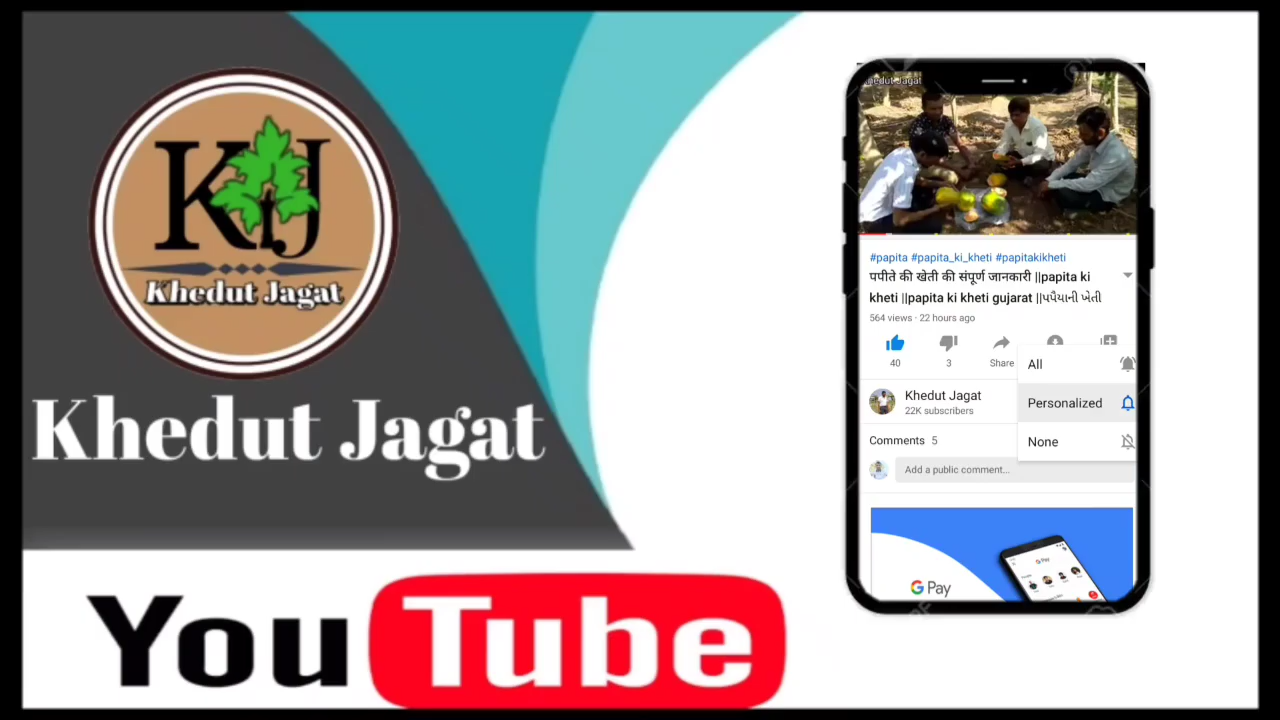 KJ
Khedut Jagat
Khedut Jagat
YouTube
edut Jagat
#papita #papita_ki_kheti #papitakikheti
पपीते की खेती की संपूर्ण जानकारी ||papita ki
kheti ||papita ki kheti gujarat ||પપૈયાની ખેતી
564 views · 22 hours ago
40
3
Share
All
Personalized
None
Khedut Jagat
22K subscribers
Comments 5
Add a public comment...
G Pay
G Pay